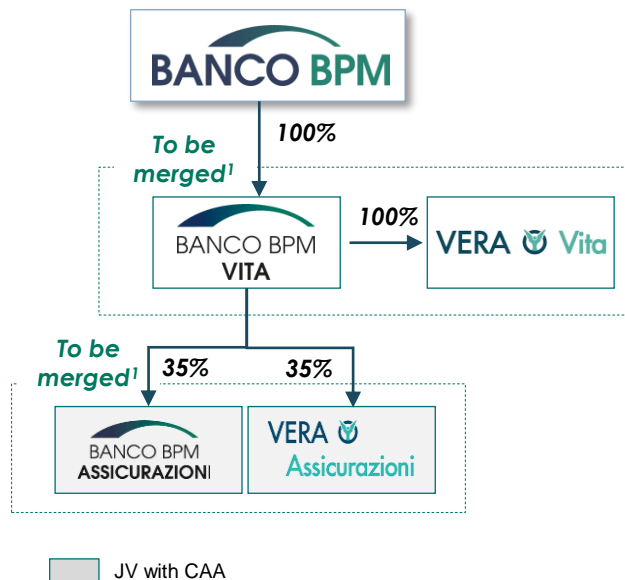 BANCO BPM
100%
To be
merged¹
BANCO BPM
VITA
100%
VERA Vita
To be
merged¹
35%
35%
BANCO BPM
ASSICURAZIONI
VERA
Assicurazioni
JV with CAA